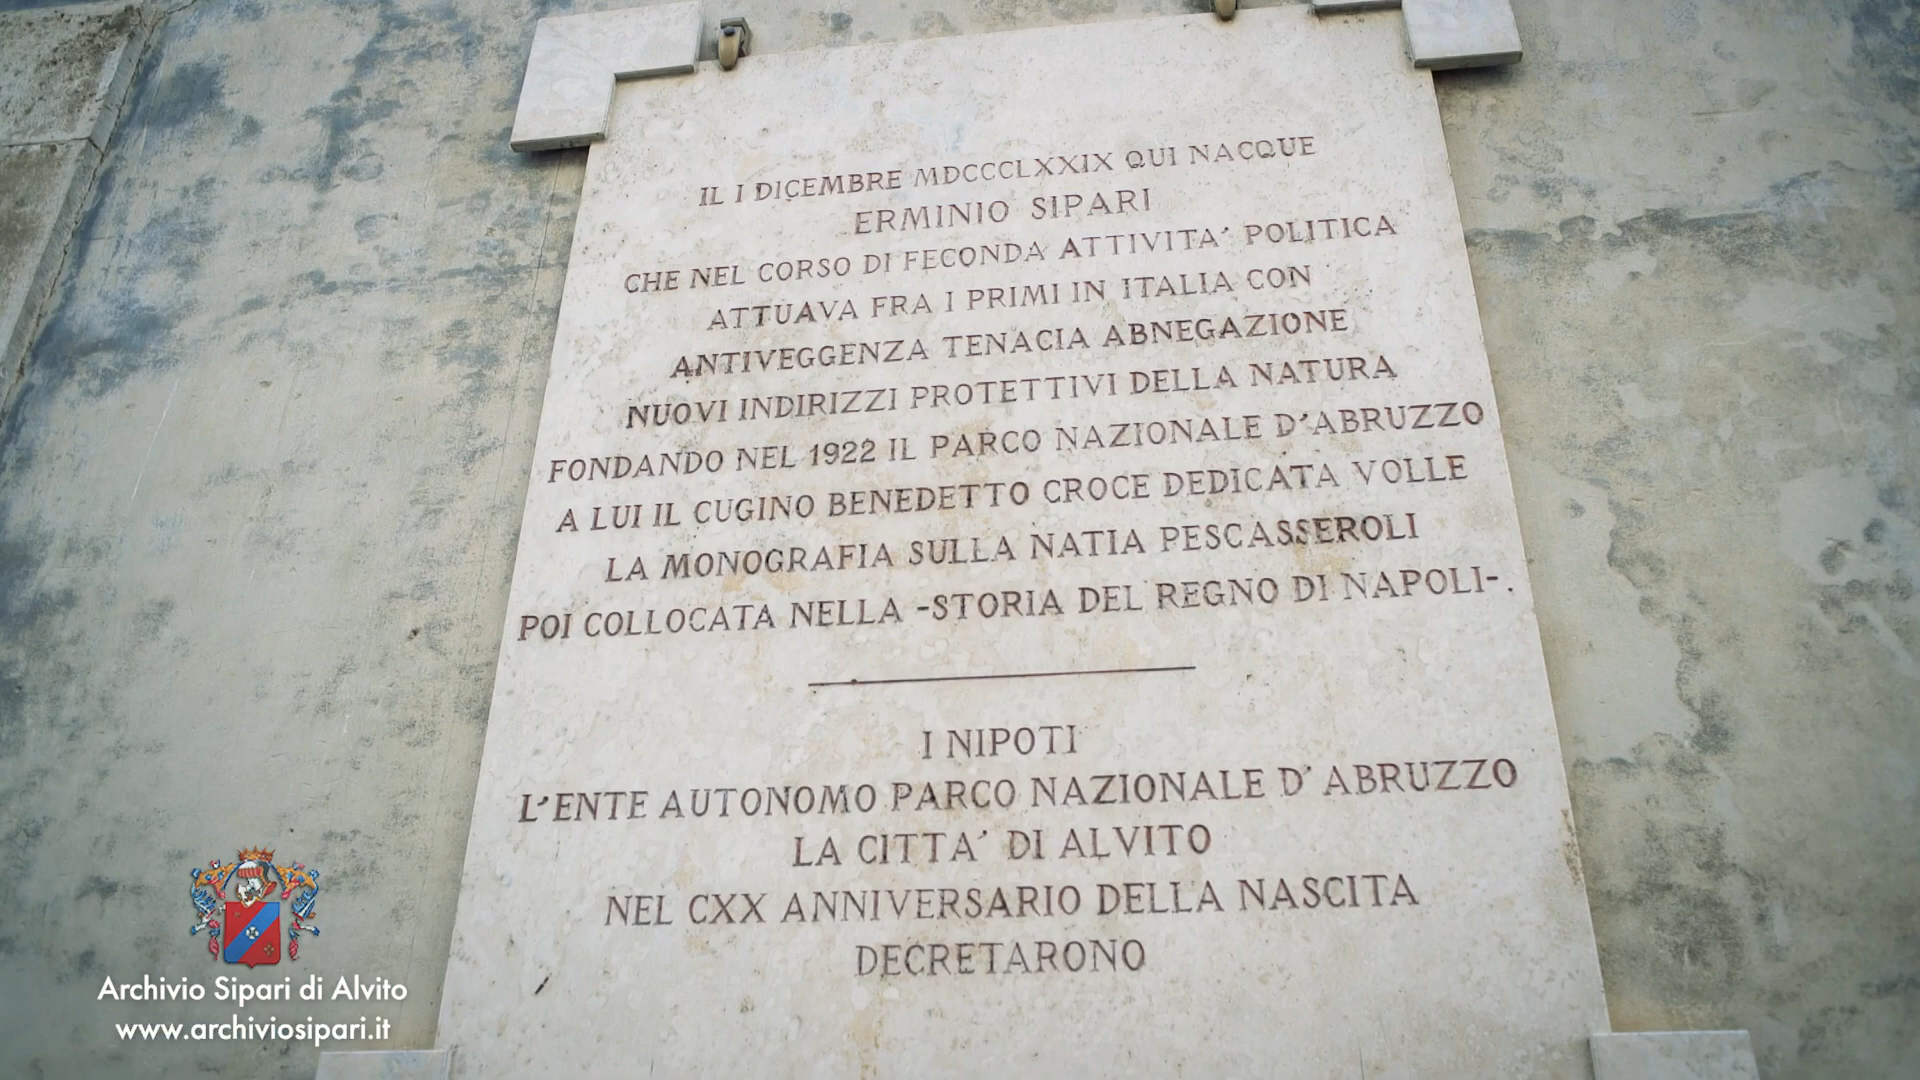 IL I DICEMBRE MDCCCLXXIX QUI NACQUE
ERMINIO SIPARI
CHE NEL CORSO DI FECONDA ATTIVITA' POLITICA
ATTUAVA FRA I PRIMI IN ITALIA CON
ANTIVEGGENZA TENACIA ABNEGAZIONE
NUOVI INDIRIZZI PROTETTIVI DELLA NATURA
FONDANDO NEL 1922 IL PARCO NAZIONALE D'ABRUZZO
A LUI IL CUGINO BENEDETTO CROCE DEDICATA VOLLE
LA MONOGRAFIA SULLA NATIA PESCASSEROLI
POI COLLOCATA NELLA -STORIA DEL REGNO DI NAPOLI-.
I NIPOTI
L'ENTE AUTONOMO PARCO NAZIONALE D'ABRUZZO
LA CITTA' DI ALVITO
NEL CXX ANNIVERSARIO DELLA NASCITA
DECRETARONO
Archivio Sipari di Alvito
www.archiviosipari.it